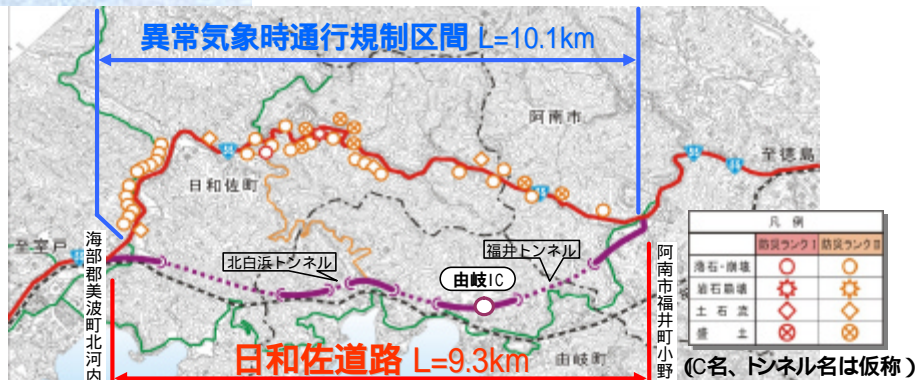 異常気象時通行規制区間 L=10.1km
阿南市
至徳島
55
55
55
55
日和佐町
至室戸
海部郡美波町北河内
北白浜トンネル
福井トンネル
由岐IC
由岐町
阿南市福井町小野
日和佐道路 L=9.3km
凡 例
防災ランクⅠ 防災ランクⅡ
落石・崩壊
岩石崩壊
土 石 流
盛 土
(IC名、トンネル名は仮称)